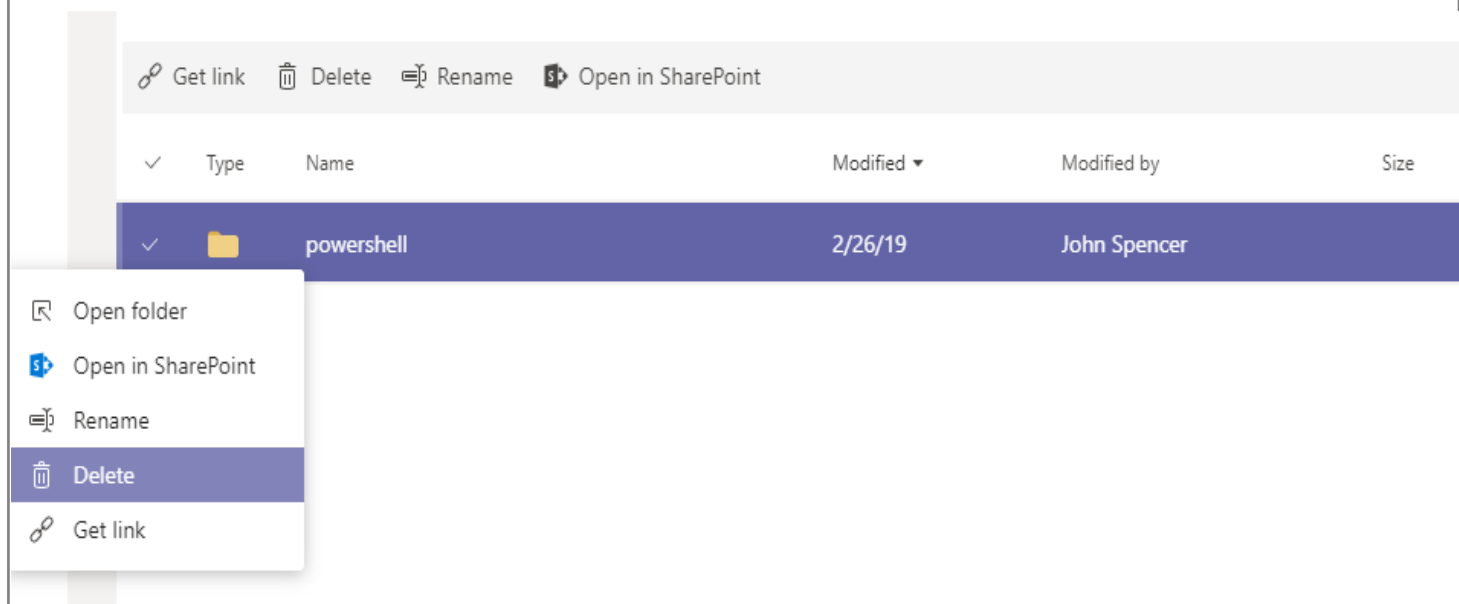 Get link Delete Rename Open in SharePoint
Type Name Modified Modified by Size
powershell 2/26/19 John Spencer
Open folder
Open in SharePoint
Rename
Delete
Get link